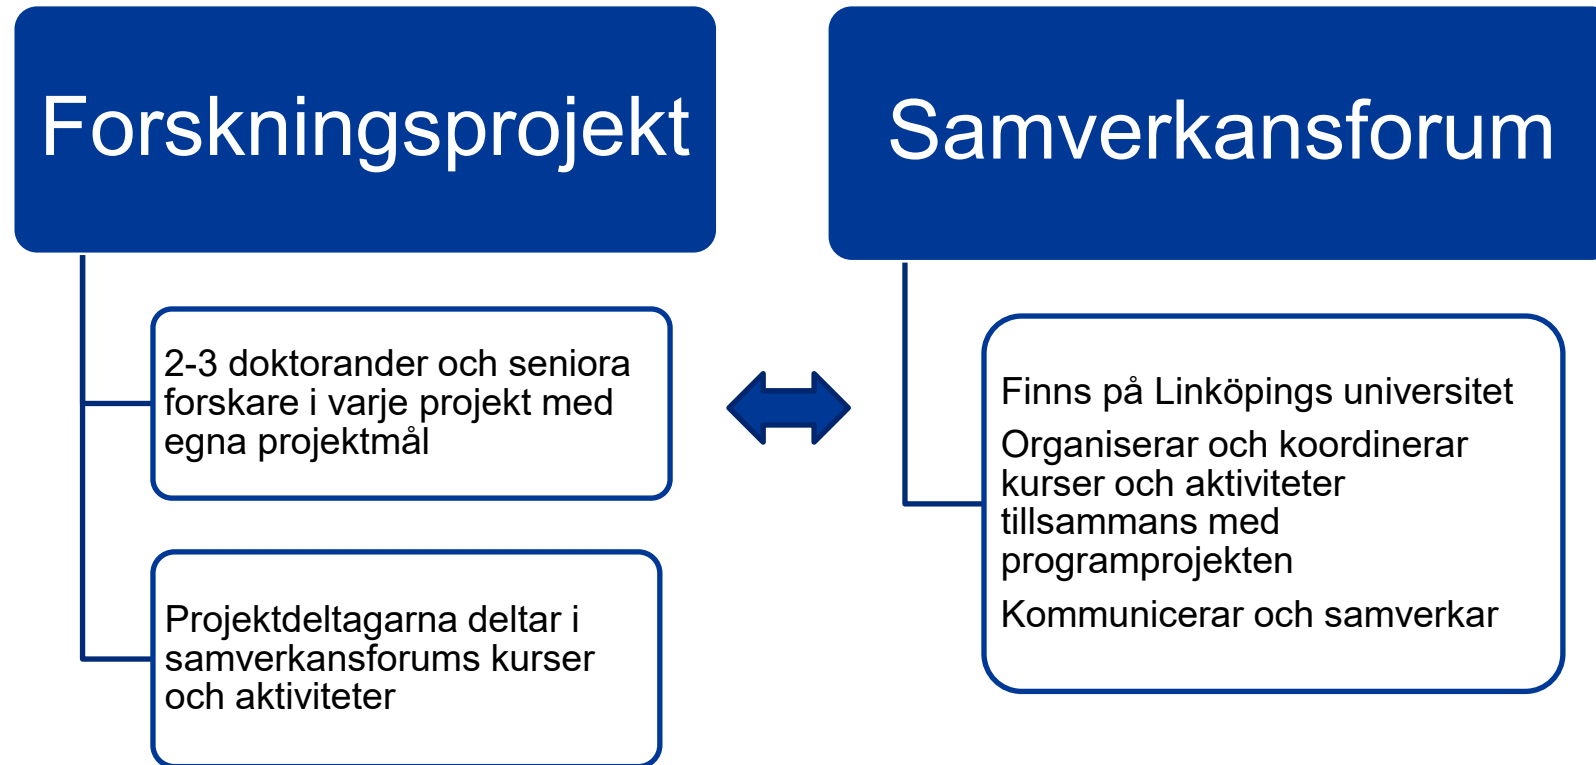 Forskningsprojekt
2-3 doktorander och seniora
forskare i varje projekt med
egna projektmål
Projektdeltagarna deltar i
samverkansforums kurser
och aktiviteter
Samverkansforum
Finns på Linköpings universitet
Organiserar och koordinerar
kurser och aktiviteter
tillsammans med
programprojekten
Kommunicerar och samverkar